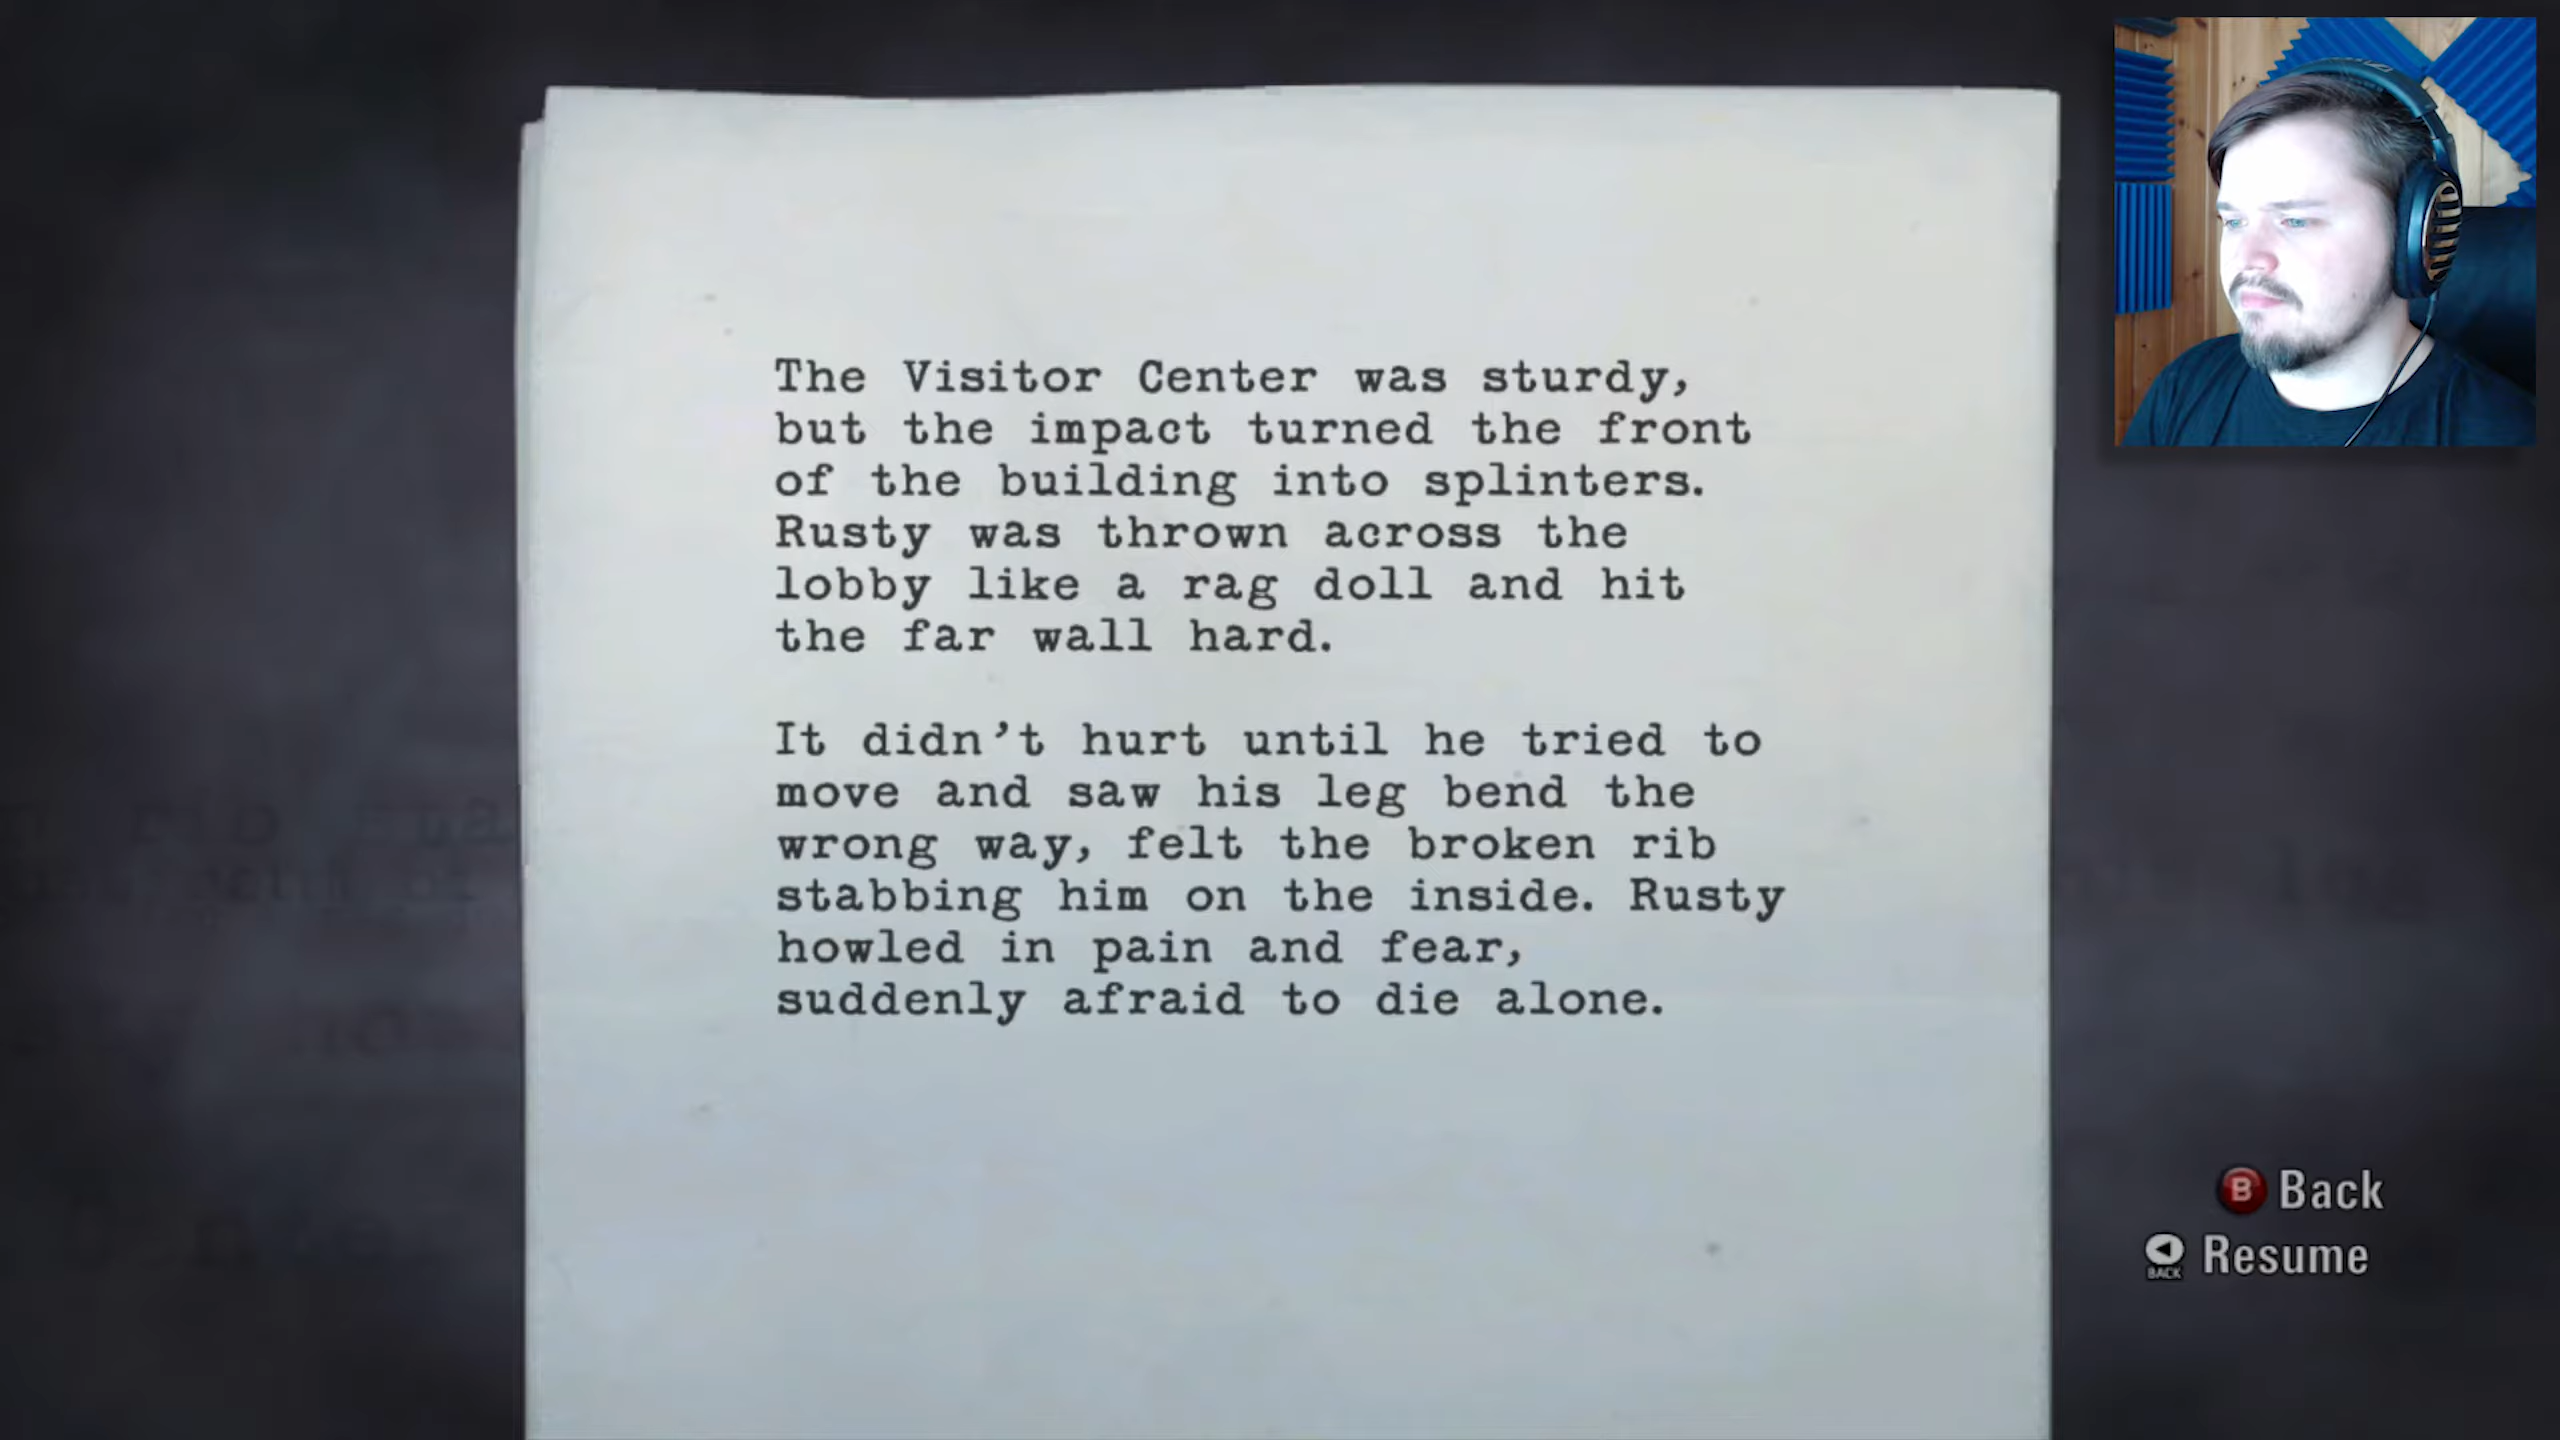 The Visitor Center was sturdy,
but the impact turned the front
of the building into splinters.
Rusty was thrown across the
lobby like a rag doll and hit
the far wall hard.
It didn't hurt until he tried to
move and saw his leg bend the
wrong way, felt the broken rib
stabbing him on the inside. Rusty
howled in pain and fear,
suddenly afraid to die alone.
B Back
BACK Resume